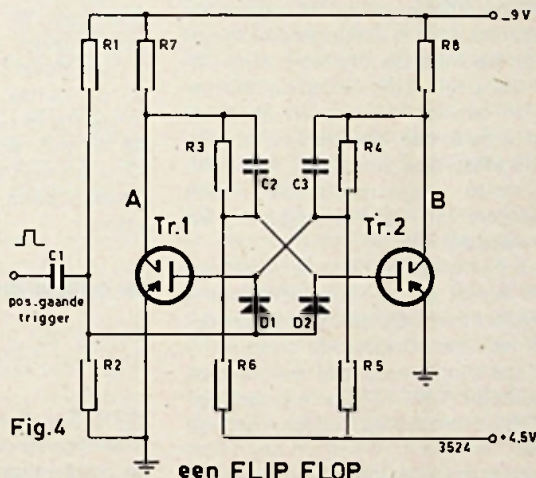 -9V
R1
R7
R8
R3
R4
C2
C3
A
B
Tr.1
Tr.2
C1
pos.gaande
trigger
D1
D2
R2
R6
R5
Fig.4
3524
+4,5V
een FLIP FLOP